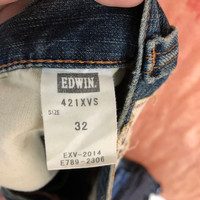 EDWIN.
421XVS
SIZE
32
EXV-2014
E789-2306